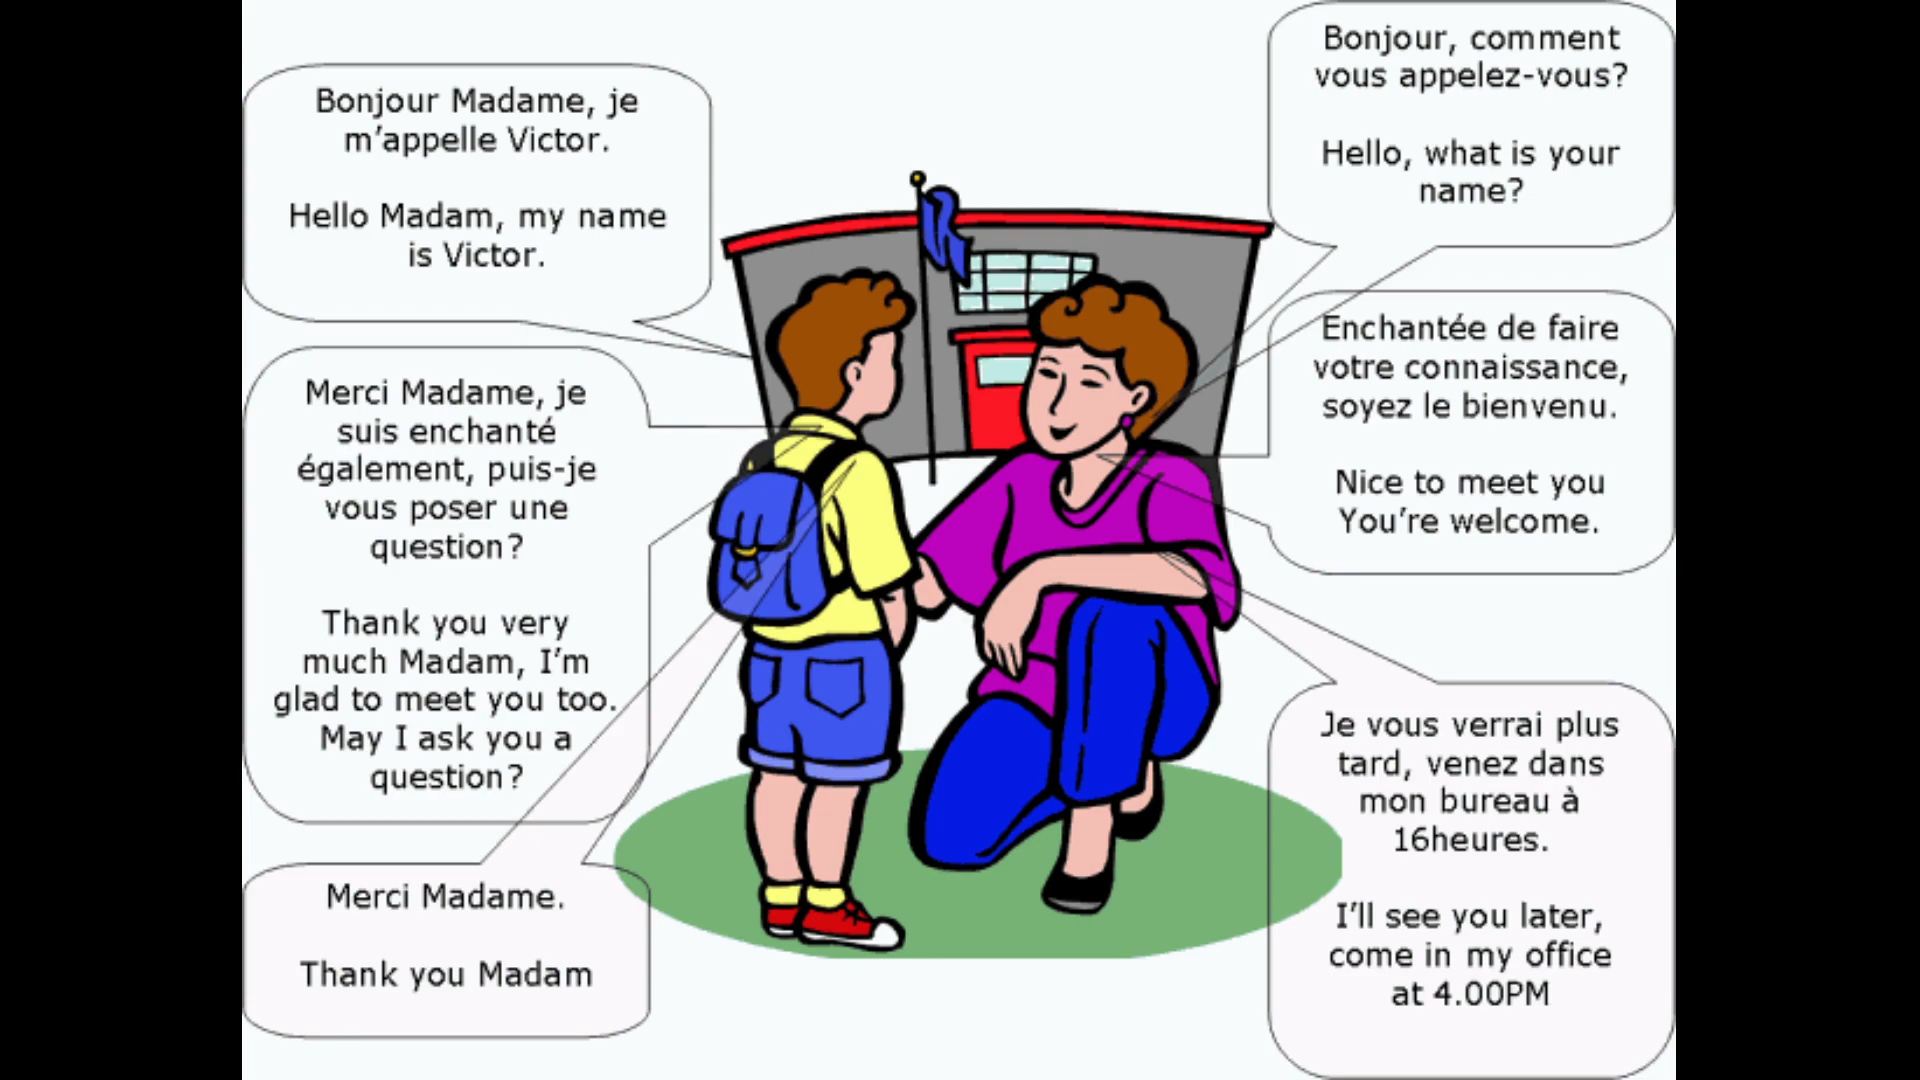 Bonjour, comment
vous appelez-vous?
Hello, what is your
name?
Bonjour Madame, je
m’appelle Victor.
Hello Madam, my name
is Victor.
Enchantée de faire
votre connaissance,
soyez le bienvenu.
Nice to meet you
You’re welcome.
Merci Madame, je
suis enchanté
également, puis-je
vous poser une
question?
Thank you very
much Madam, I’m
glad to meet you too.
May I ask you a
question?
Je vous verrai plus
tard, venez dans
mon bureau à
16heures.
I’ll see you later,
come in my office
at 4.00PM
Merci Madame.
Thank you Madam